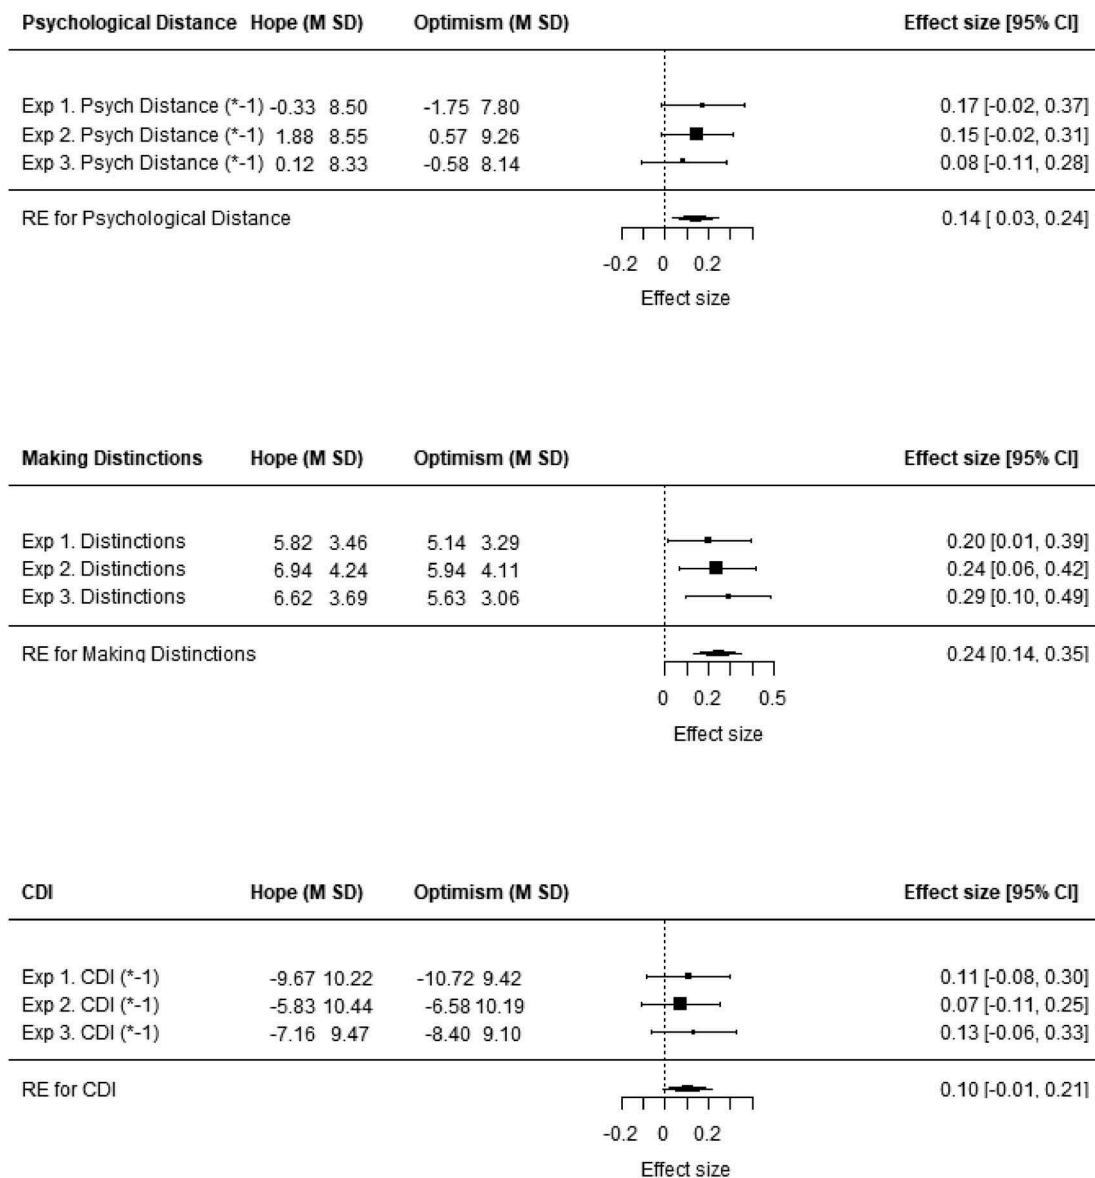 Psychological Distance Hope (M SD) Optimism (M SD) Effect size [95% CI]
Exp 1. Psych Distance (*-1) -0.33 8.50 -1.75 7.80 0.17 [-0.02, 0.37]
Exp 2. Psych Distance (*-1) 1.88 8.55 0.57 9.26 0.15 [-0.02, 0.31]
Exp 3. Psych Distance (*-1) 0.12 8.33 -0.58 8.14 0.08 [-0.11, 0.28]
RE for Psychological Distance 0.14 [ 0.03, 0.24]
-0.2 0 0.2
Effect size
Making Distinctions Hope (M SD) Optimism (M SD) Effect size [95% CI]
Exp 1. Distinctions 5.82 3.46 5.14 3.29 0.20 [0.01, 0.39]
Exp 2. Distinctions 6.94 4.24 5.94 4.11 0.24 [0.06, 0.42]
Exp 3. Distinctions 6.62 3.69 5.63 3.06 0.29 [0.10, 0.49]
RE for Making Distinctions 0.24 [0.14, 0.35]
0 0.2 0.5
Effect size
CDI Hope (M SD) Optimism (M SD) Effect size [95% CI]
Exp 1. CDI (*-1) -9.67 10.22 -10.72 9.42 0.11 [-0.08, 0.30]
Exp 2. CDI (*-1) -5.83 10.44 -6.58 10.19 0.07 [-0.11, 0.25]
Exp 3. CDI (*-1) -7.16 9.47 -8.40 9.10 0.13 [-0.06, 0.33]
RE for CDI 0.10 [-0.01, 0.21]
-0.2 0 0.2
Effect size